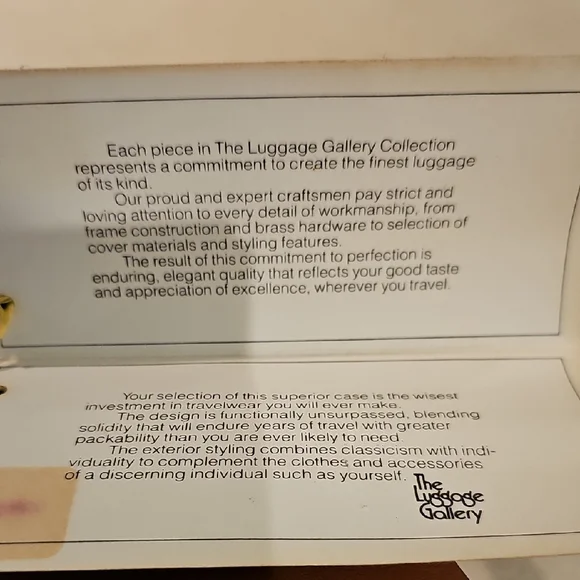 Each piece in The Luggage Gallery Collection
represents a commitment to create the finest luggage
of its kind.
Our proud and expert craftsmen pay strict and
loving attention to every detail of workmanship, from
frame construction and brass hardware to selection of
cover materials and styling features.
The result of this commitment to perfection is
enduring, elegant quality that reflects your good taste
and appreciation of excellence, wherever you travel.
Your selection of this superior case is the wisest
investment in travelwear you will ever make.
The design is functionally unsurpassed, blending
solidity that will endure years of travel with greater
packability than you are ever likely to need.
The exterior styling combines classicism with indi-
viduality to complement the clothes and accessories
of a discerning individual such as yourself.
The
Luggage
Gallery